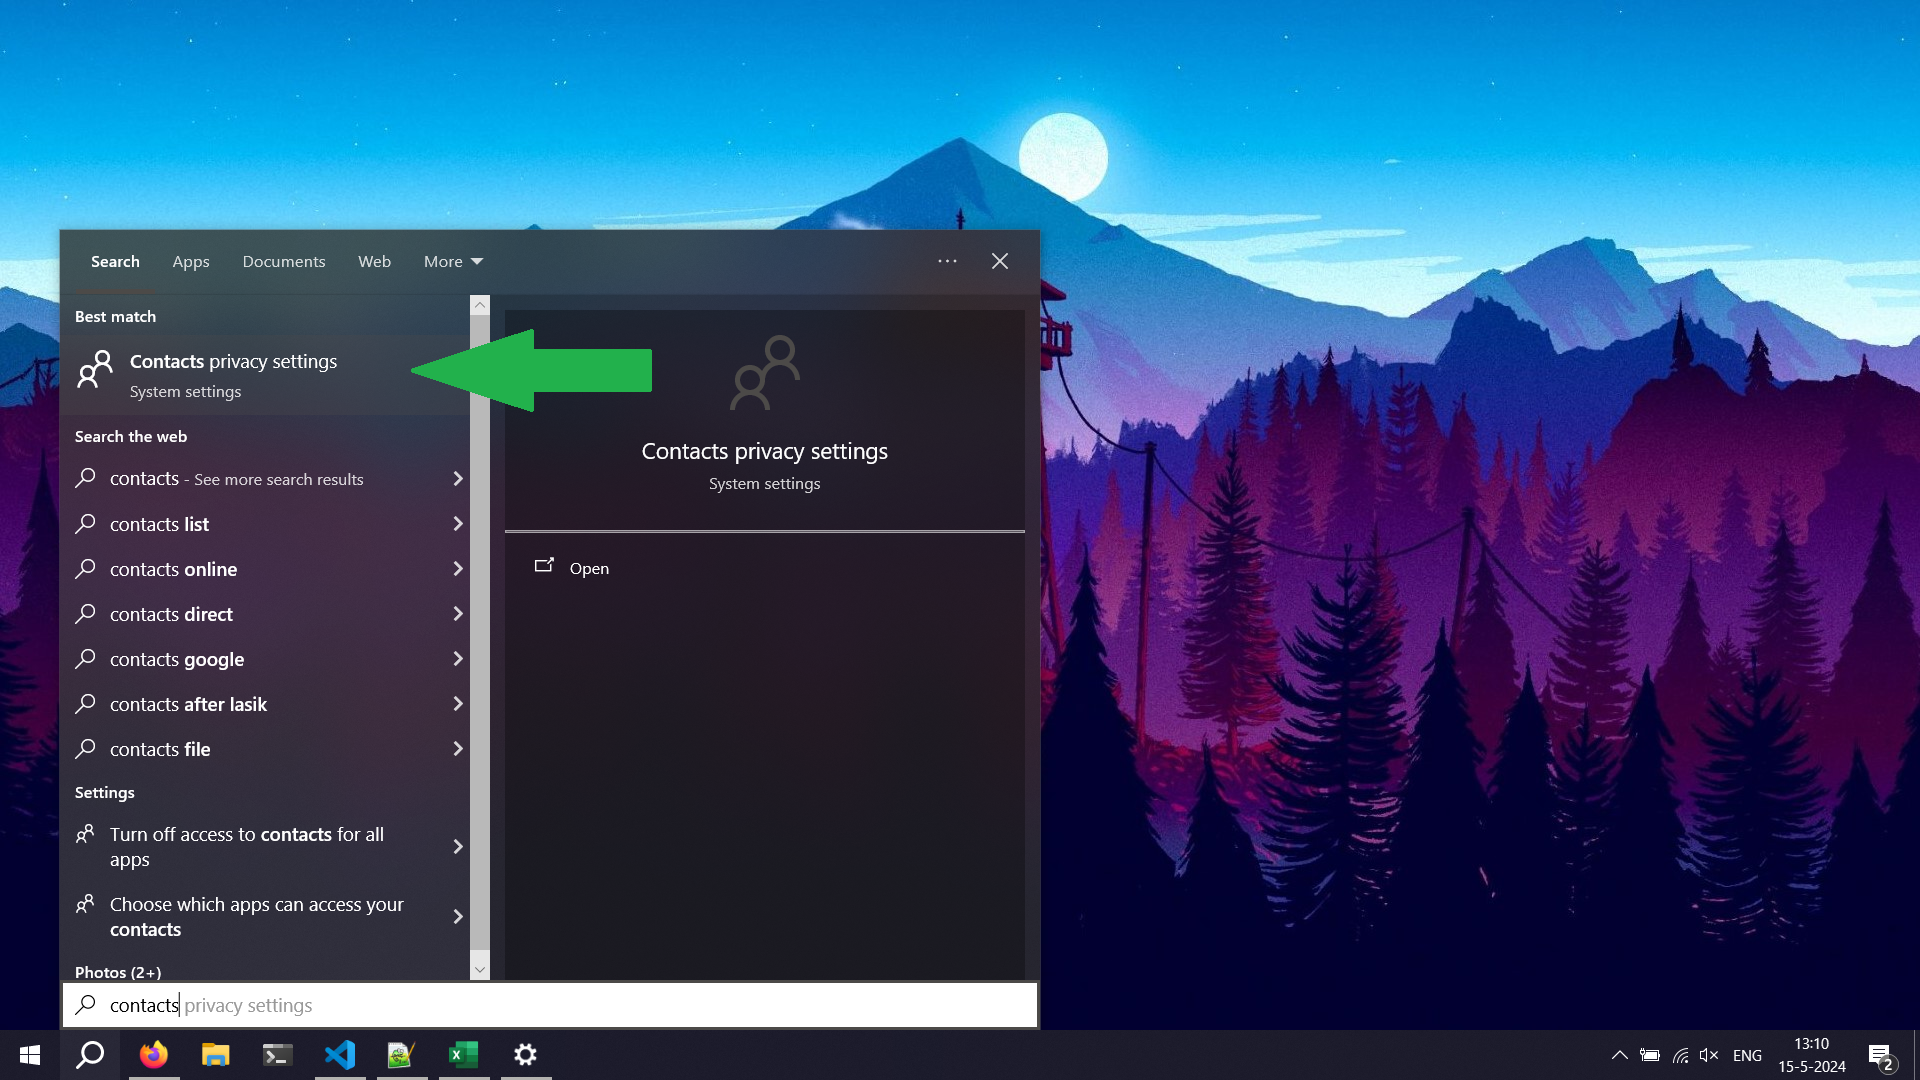 Search Apps Documents Web More
Best match
Contacts privacy settings
System settings
Search the web
contacts - See more search results
contacts list
contacts online
contacts direct
contacts google
contacts after lasik
contacts file
Settings
Turn off access to contacts for all
apps
Choose which apps can access your
contacts
Photos (2+)
Contacts privacy settings
System settings
Open
contacts privacy settings
ENG
13:10
15-5-2024
2